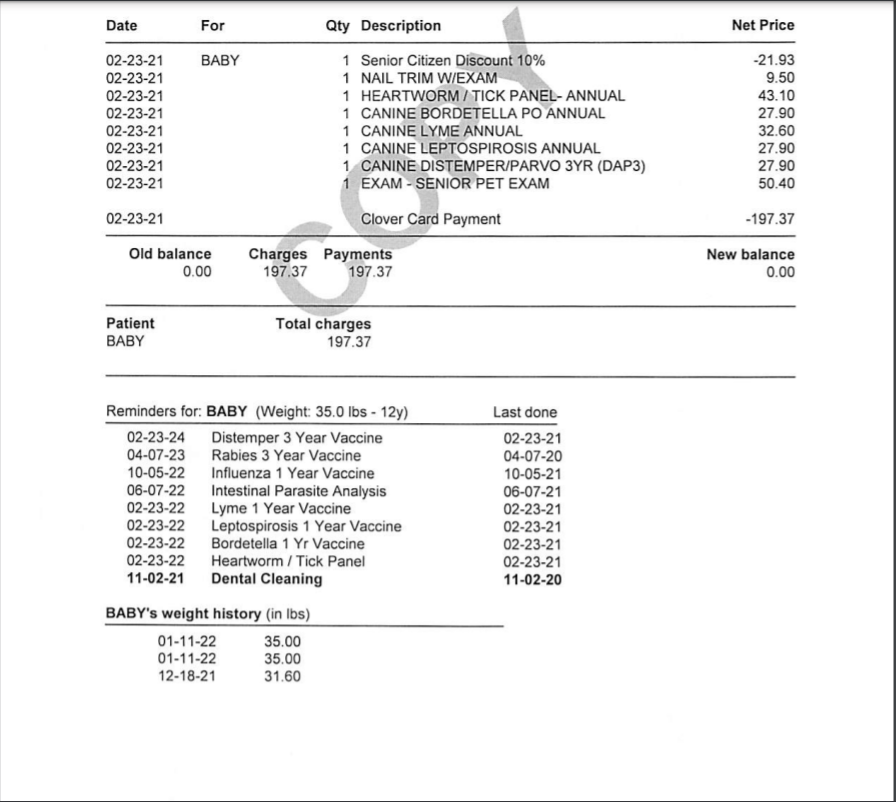 Date For Qty Description Net Price
02-23-21 BABY 1 Senior Citizen Discount 10% -21.93
02-23-21 1 NAIL TRIM W/EXAM 9.50
02-23-21 1 HEARTWORM / TICK PANEL- ANNUAL 43.10
02-23-21 1 CANINE BORDETELLA PO ANNUAL 27.90
02-23-21 1 CANINE LYME ANNUAL 32.60
02-23-21 1 CANINE LEPTOSPIROSIS ANNUAL 27.90
02-23-21 1 CANINE DISTEMPER/PARVO 3YR (DAP3) 27.90
02-23-21 1 EXAM - SENIOR PET EXAM 50.40
02-23-21 Clover Card Payment -197.37
COPY
Old balance Charges Payments New balance
0.00 197.37 197.37 0.00
Patient Total charges
BABY 197.37
Reminders for: BABY (Weight: 35.0 lbs - 12y) Last done
02-23-24 Distemper 3 Year Vaccine 02-23-21
04-07-23 Rabies 3 Year Vaccine 04-07-20
10-05-22 Influenza 1 Year Vaccine 10-05-21
06-07-22 Intestinal Parasite Analysis 06-07-21
02-23-22 Lyme 1 Year Vaccine 02-23-21
02-23-22 Leptospirosis 1 Year Vaccine 02-23-21
02-23-22 Bordetella 1 Yr Vaccine 02-23-21
02-23-22 Heartworm / Tick Panel 02-23-21
11-02-21 Dental Cleaning 11-02-20
BABY's weight history (in lbs)
01-11-22 35.00
01-11-22 35.00
12-18-21 31.60